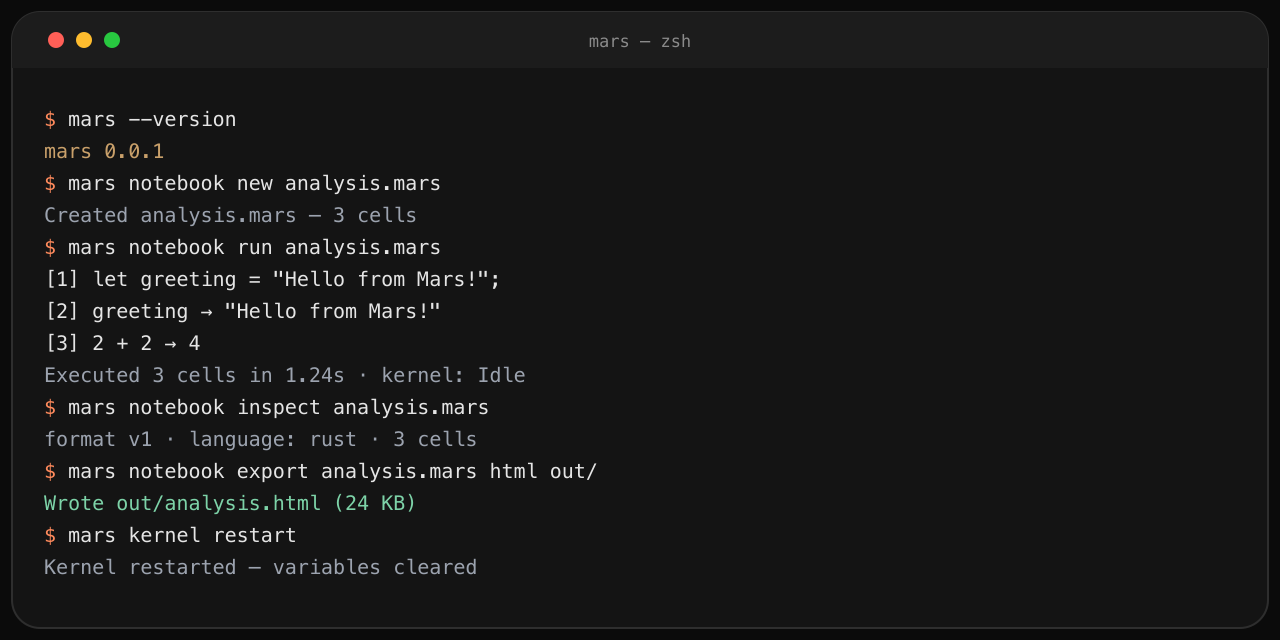 mars — zsh
$ mars --version
mars 0.0.1
$ mars notebook new analysis.mars
Created analysis.mars — 3 cells
$ mars notebook run analysis.mars
[1] let greeting = "Hello from Mars!";
[2] greeting → "Hello from Mars!"
[3] 2 + 2 → 4
Executed 3 cells in 1.24s · kernel: Idle
$ mars notebook inspect analysis.mars
format v1 · language: rust · 3 cells
$ mars notebook export analysis.mars html out/
Wrote out/analysis.html (24 KB)
$ mars kernel restart
Kernel restarted — variables cleared